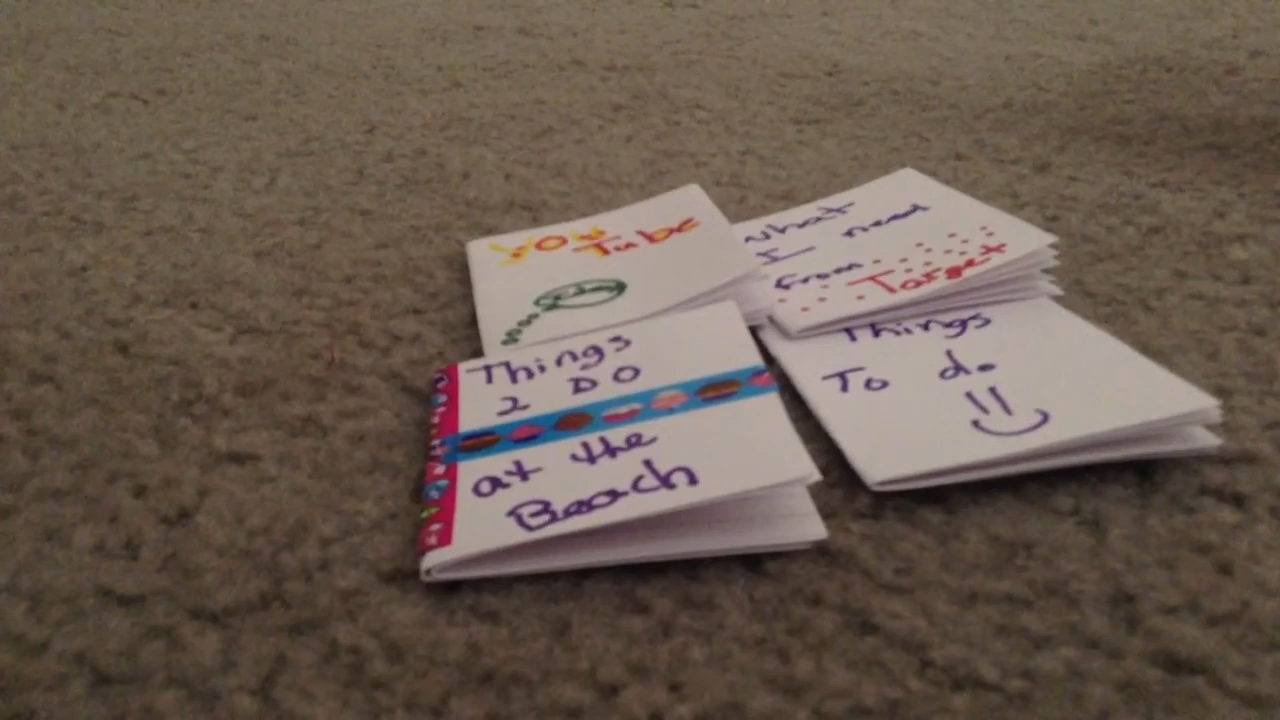 You
Tube
What
I need
from
Target
Things
2 DO
at the
Beach
Things
To do